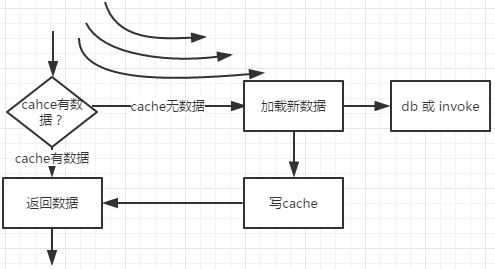 cahce有数
据？
cache无数据
加载新数据
db 或 invoke
cache有数据
返回数据
写cache